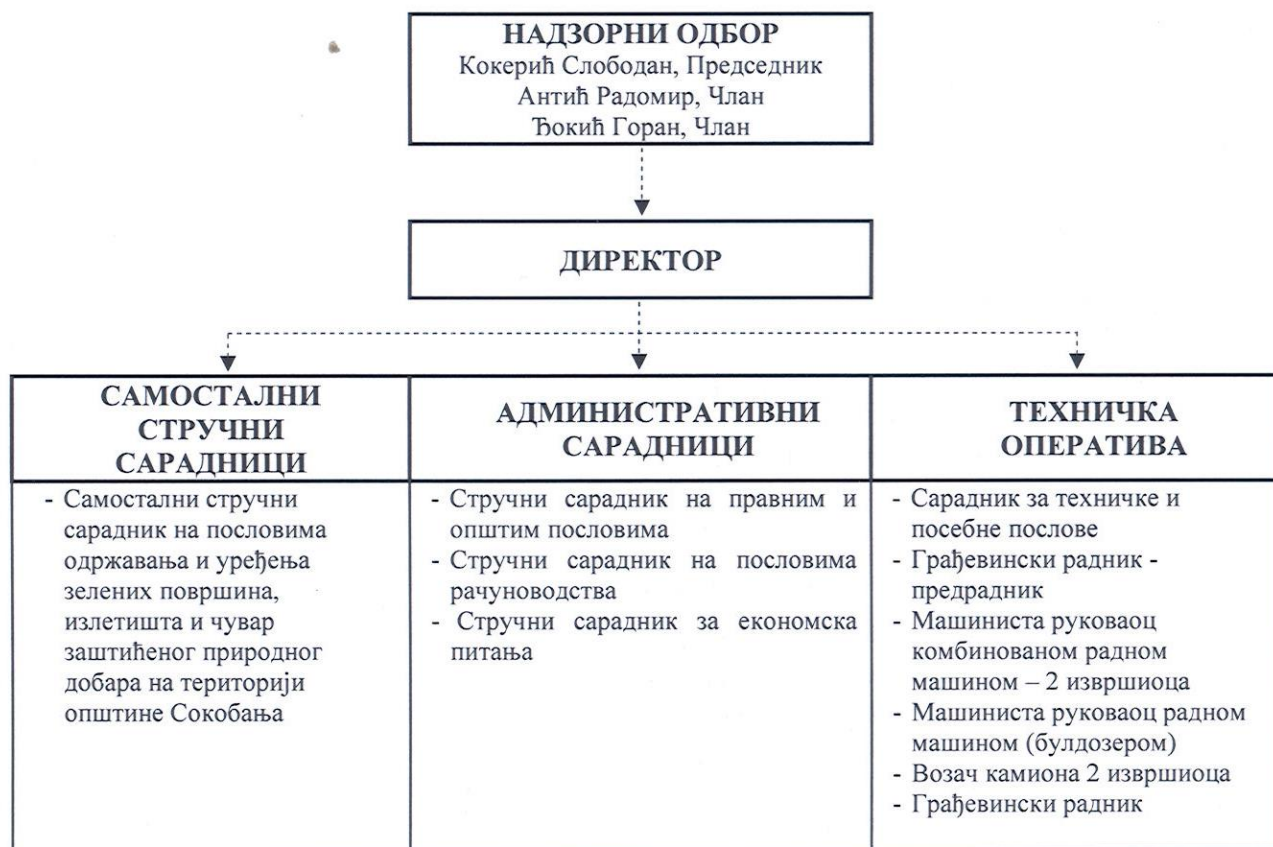 НАДЗОРНИ ОДБОР
Кокерић Слободан, Председник
Антић Радомир, Члан
Ђокић Горан, Члан
ДИРЕКТОР
САМОСТАЛНИ
СТРУЧНИ
САРАДНИЦИ
- Самостални стручни
сарадник на пословима
одржавања и уређења
зелених површина,
излетишта и чувар
заштићеног природног
добара на територији
општине Сокобања
АДМИНИСТРАТИВНИ
САРАДНИЦИ
- Стручни сарадник на правним и
општим пословима
- Стручни сарадник на пословима
рачуноводства
- Стручни сарадник за економска
питања
ТЕХНИЧКА
ОПЕРАТИВА
- Сарадник за техничке и
посебне послове
- Грађевински радник -
предрадник
- Машиниста руковаоц
комбинованом радном
машином – 2 извршиоца
- Машиниста руковаоц радном
машином (булдозером)
- Возач камиона 2 извршиоца
- Грађевински радник